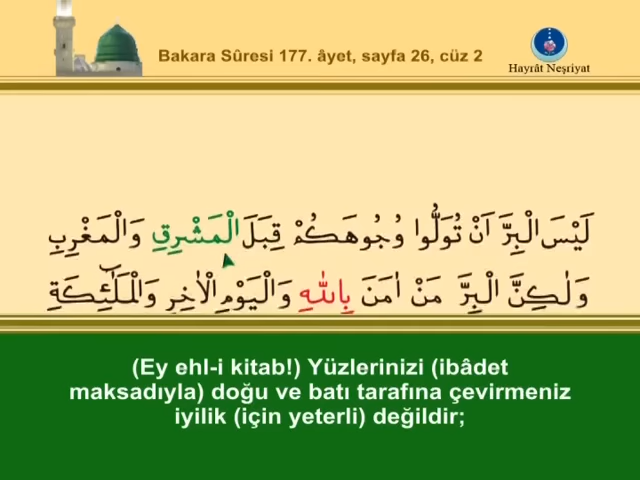 Bakara Sûresi 177. âyet, sayfa 26, cüz 2
Hayrât Neşriyat
لَيْسَ الْبِرَّ اَنْ تُوَلُّوا وُجُوهَكُمْ قِبَلَ الْمَشْرِقِ وَالْمَغْرِبِ
وَلٰكِنَّ الْبِرَّ مَنْ اٰمَنَ بِاللّٰهِ وَالْيَوْمِ الْاٰخِرِ وَالْمَلٰٓئِكَةِ
(Ey ehl-i kitab!) Yüzlerinizi (ibâdet
maksadıyla) doğu ve batı tarafına çevirmeniz
iyilik (için yeterli) değildir;